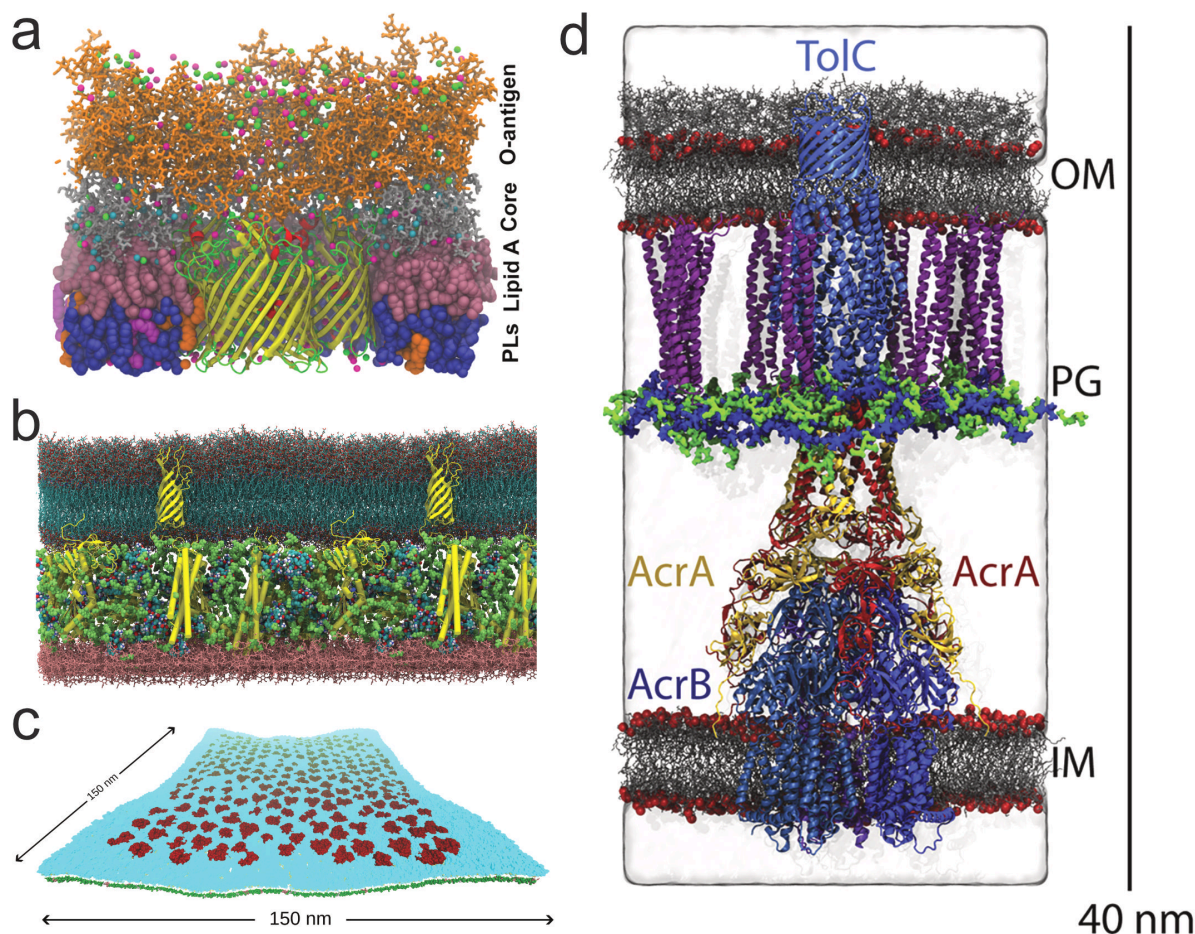 a
PLs Lipid A Core O-antigen
b
c
150 nm
150 nm
d
TolC
OM
PG
AcrA
AcrA
AcrB
IM
40 nm